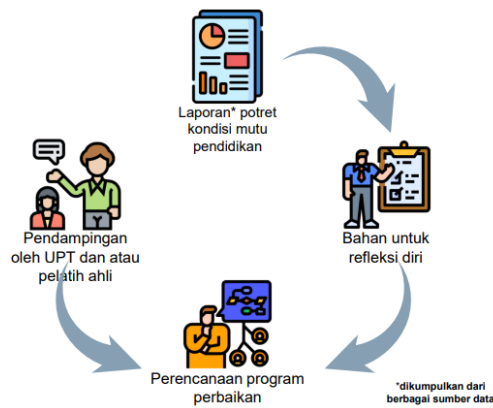 Laporan* potret
kondisi mutu
pendidikan
Pendampingan
oleh UPT dan atau
pelatih ahli
Bahan untuk
refleksi diri
Perencanaan program
perbaikan
*dikumpulkan dari
berbagai sumber data